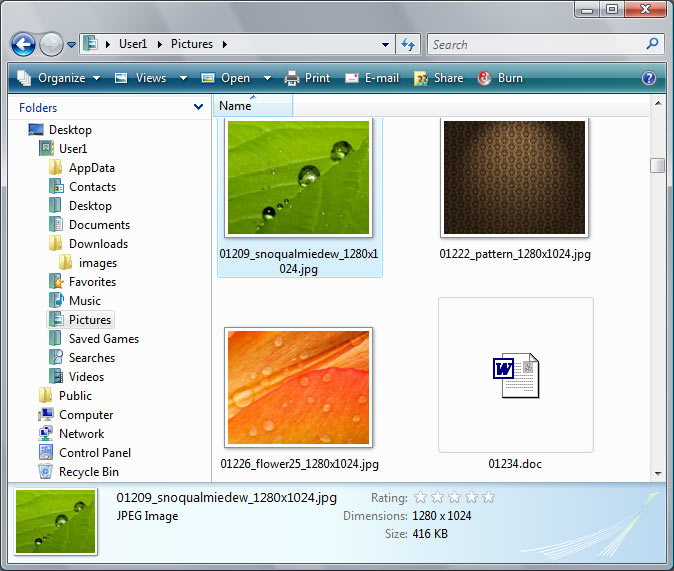 User1
Pictures
Search
Organize
Views
Open
Print
E-mail
Share
Burn
?
Folders
Name
Desktop
User1
AppData
Contacts
Desktop
Documents
Downloads
images
Favorites
Music
Pictures
Saved Games
Searches
Videos
Public
Computer
Network
Control Panel
Recycle Bin
01209_snoqualmiedew_1280x1
024.jpg
01222_pattern_1280x1024.jpg
01226_flower25_1280x1024.jpg
W
01234.doc
01209_snoqualmiedew_1280x1024.jpg
JPEG Image
Rating:
Dimensions: 1280 x 1024
Size: 416 KB